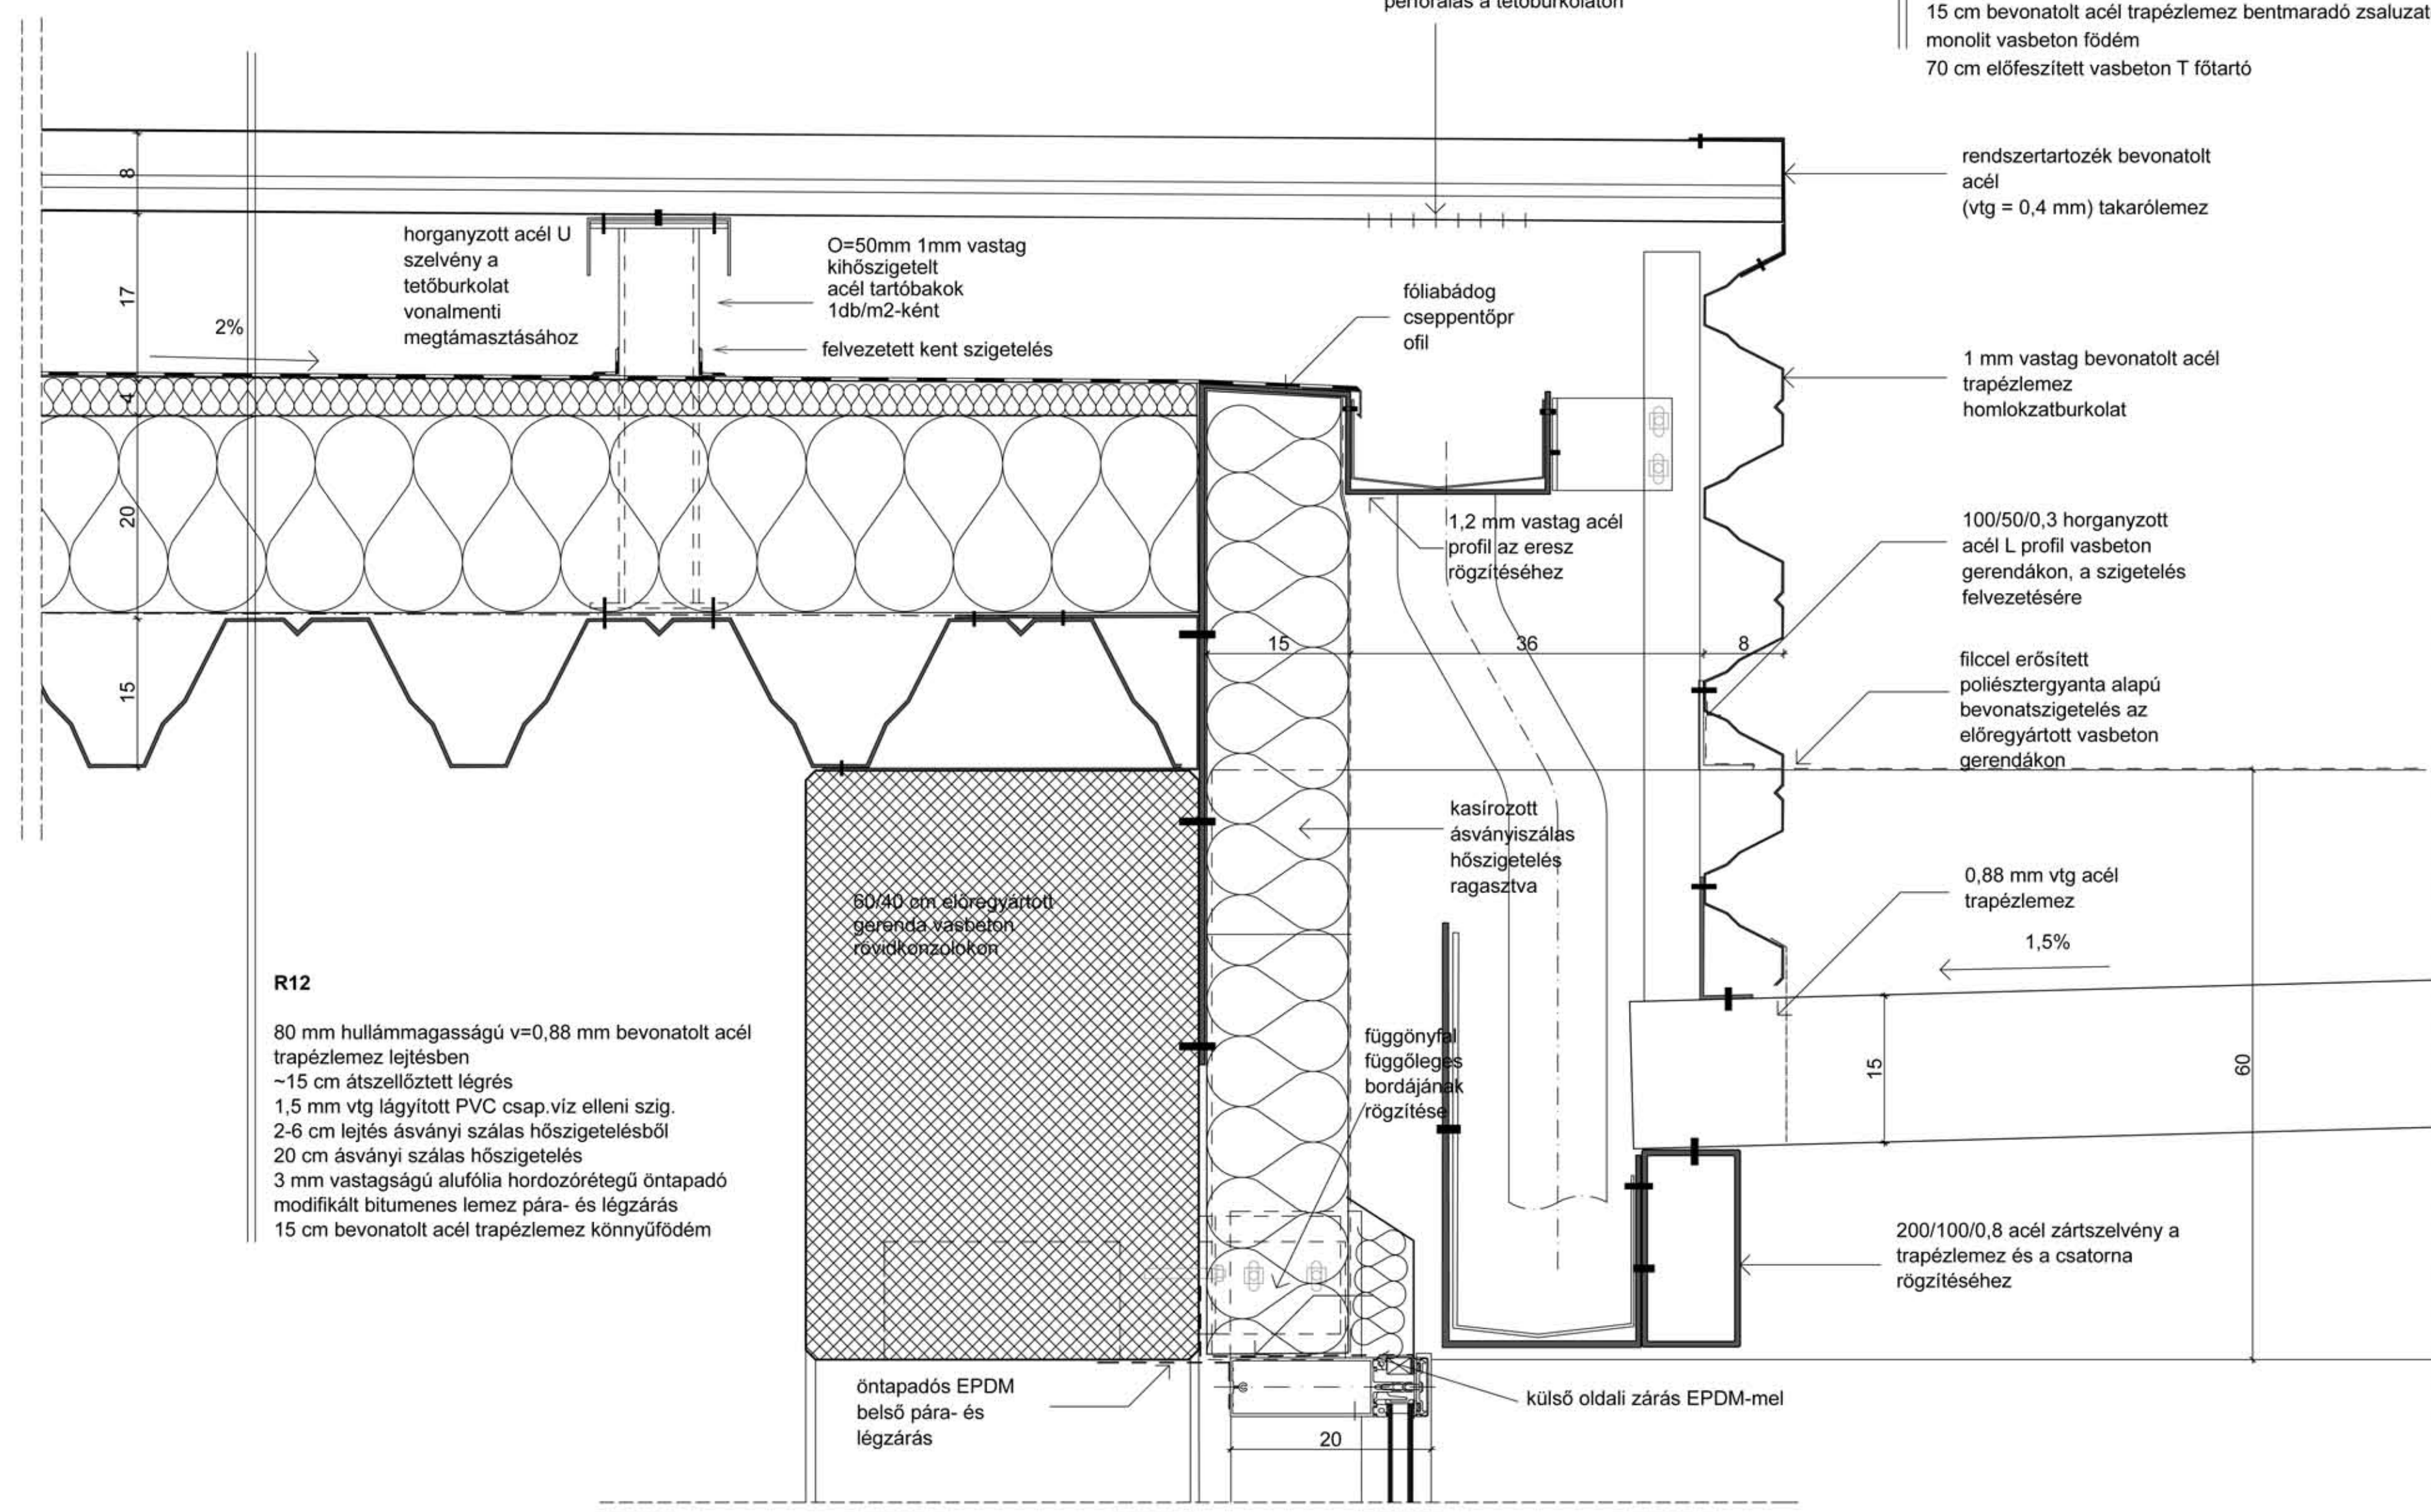 perforálás a tetőburkolaton
15 cm bevonatolt acél trapézlemez bentmaradó zsaluzat
monolit vasbeton födém
70 cm előfeszített vasbeton T főtartó
rendszertartozék bevonatolt
acél
(vtg = 0,4 mm) takarólemez
8
horganyzott acél U
szelvény a
tetőburkolat
vonalmenti
megtámasztásához
O=50mm 1mm vastag
kihőszigetelt
acél tartóbakok
1db/m2-ként
felvezetett kent szigetelés
fóliabádog
cseppentőpr
ofil
17
2%
1 mm vastag bevonatolt acél
trapézlemez
homlokzatburkolat
4
20
1,2 mm vastag acél
profil az eresz
rögzítéséhez
100/50/0,3 horganyzott
acél L profil vasbeton
gerendákon, a szigetelés
felvezetésére
15
36
8
15
filccel erősített
poliésztergyanta alapú
bevonatszigetelés az
előregyártott vasbeton
gerendákon
kasírozott
ásványiszálas
hőszigetelés
ragasztva
60/40 cm előregyártott
gerenda vasbeton
rövidkonzolokon
0,88 mm vtg acél
trapézlemez
1,5%
R12
80 mm hullámmagasságú v=0,88 mm bevonatolt acél
trapézlemez lejtésben
~15 cm átszellőztett légrés
1,5 mm vtg lágyított PVC csap.víz elleni szig.
2-6 cm lejtés ásványi szálas hőszigetelésből
20 cm ásványi szálas hőszigetelés
3 mm vastagságú alufólia hordozórétegű öntapadó
modifikált bitumenes lemez pára- és légzárás
15 cm bevonatolt acél trapézlemez könnyűfödém
függönyfal
függőleges
bordájának
rögzítése
15
60
200/100/0,8 acél zártszelvény a
trapézlemez és a csatorna
rögzítéséhez
öntapadós EPDM
belső pára- és
légzárás
külső oldali zárás EPDM-mel
20